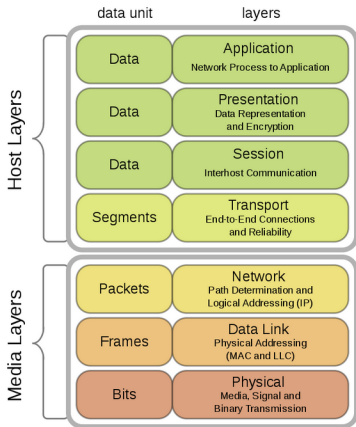 data unit layers
Host Layers
Data Application
Network Process to Application
Data Presentation
Data Representation
and Encryption
Data Session
Interhost Communication
Segments Transport
End-to-End Connections
and Reliability
Media Layers
Packets Network
Path Determination and
Logical Addressing (IP)
Frames Data Link
Physical Addressing
(MAC and LLC)
Bits Physical
Media, Signal and
Binary Transmission